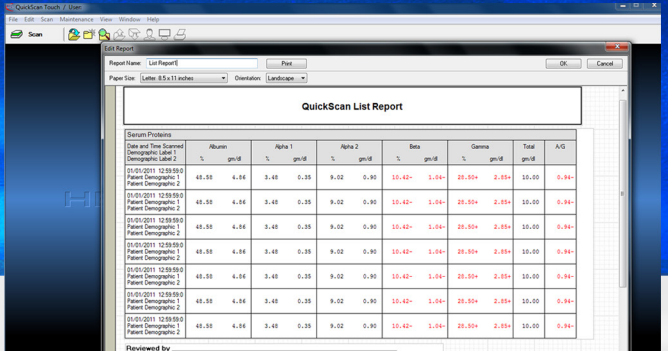 QuickScan Touch / User:
File Edit Scan Maintenance View Window Help
Scan
Edit Report
Report Name: List Report1 Print OK Cancel
Paper Size: Letter 8.5 x 11 inches Orientation: Landscape
QuickScan List Report
Serum Proteins
Date and Time Scanned Albumin Alpha 1 Alpha 2 Beta Gamma Total A/G
Demographic Label 1
Demographic Label 2 % gm/dl % gm/dl % gm/dl % gm/dl % gm/dl gm/dl
01/01/2011 12:59:59:0
Patient Demographic 1 48.58 4.86 3.48 0.35 9.02 0.90 10.42- 1.04- 28.50+ 2.85+ 10.00 0.94-
Patient Demographic 2
01/01/2011 12:59:59:0
Patient Demographic 1 48.58 4.86 3.48 0.35 9.02 0.90 10.42- 1.04- 28.50+ 2.85+ 10.00 0.94-
Patient Demographic 2
01/01/2011 12:59:59:0
Patient Demographic 1 48.58 4.86 3.48 0.35 9.02 0.90 10.42- 1.04- 28.50+ 2.85+ 10.00 0.94-
Patient Demographic 2
01/01/2011 12:59:59:0
Patient Demographic 1 48.58 4.86 3.48 0.35 9.02 0.90 10.42- 1.04- 28.50+ 2.85+ 10.00 0.94-
Patient Demographic 2
01/01/2011 12:59:59:0
Patient Demographic 1 48.58 4.86 3.48 0.35 9.02 0.90 10.42- 1.04- 28.50+ 2.85+ 10.00 0.94-
Patient Demographic 2
01/01/2011 12:59:59:0
Patient Demographic 1 48.58 4.86 3.48 0.35 9.02 0.90 10.42- 1.04- 28.50+ 2.85+ 10.00 0.94-
Patient Demographic 2
01/01/2011 12:59:59:0
Patient Demographic 1 48.58 4.86 3.48 0.35 9.02 0.90 10.42- 1.04- 28.50+ 2.85+ 10.00 0.94-
Patient Demographic 2
Reviewed by